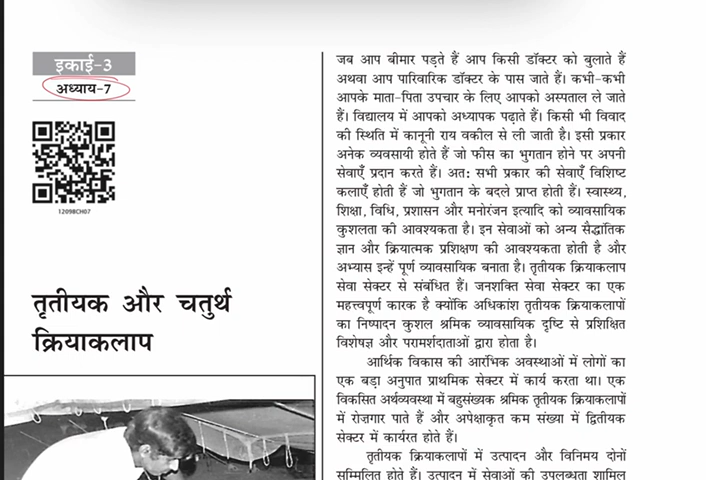 इकाई-3
अध्याय-7
1209BCH07
तृतीयक और चतुर्थ
क्रियाकलाप
जब आप बीमार पड़ते हैं आप किसी डॉक्टर को बुलाते हैं
अथवा आप पारिवारिक डॉक्टर के पास जाते हैं। कभी-कभी
आपके माता-पिता उपचार के लिए आपको अस्पताल ले जाते
हैं। विद्यालय में आपको अध्यापक पढ़ाते हैं। किसी भी विवाद
की स्थिति में कानूनी राय वकील से ली जाती है। इसी प्रकार
अनेक व्यवसायी होते हैं जो फीस का भुगतान होने पर अपनी
सेवाएँ प्रदान करते हैं। अत: सभी प्रकार की सेवाएँ विशिष्ट
कलाएँ होती हैं जो भुगतान के बदले प्राप्त होती हैं। स्वास्थ्य,
शिक्षा, विधि, प्रशासन और मनोरंजन इत्यादि को व्यावसायिक
कुशलता की आवश्यकता है। इन सेवाओं को अन्य सैद्धांतिक
ज्ञान और क्रियात्मक प्रशिक्षण की आवश्यकता होती है और
अभ्यास इन्हें पूर्ण व्यावसायिक बनाता है। तृतीयक क्रियाकलाप
सेवा सेक्टर से संबंधित हैं। जनशक्ति सेवा सेक्टर का एक
महत्त्वपूर्ण कारक है क्योंकि अधिकांश तृतीयक क्रियाकलापों
का निष्पादन कुशल श्रमिक व्यावसायिक दृष्टि से प्रशिक्षित
विशेषज्ञ और परामर्शदाताओं द्वारा होता है।
आर्थिक विकास की आरंभिक अवस्थाओं में लोगों का
एक बड़ा अनुपात प्राथमिक सेक्टर में कार्य करता था। एक
विकसित अर्थव्यवस्था में बहुसंख्यक श्रमिक तृतीयक क्रियाकलापों
में रोज़गार पाते हैं और अपेक्षाकृत कम संख्या में द्वितीयक
सेक्टर में कार्यरत होते हैं।
तृतीयक क्रियाकलापों में उत्पादन और विनिमय दोनों
सम्मिलित होते हैं। उत्पादन में सेवाओं की उपलब्धता शामिल